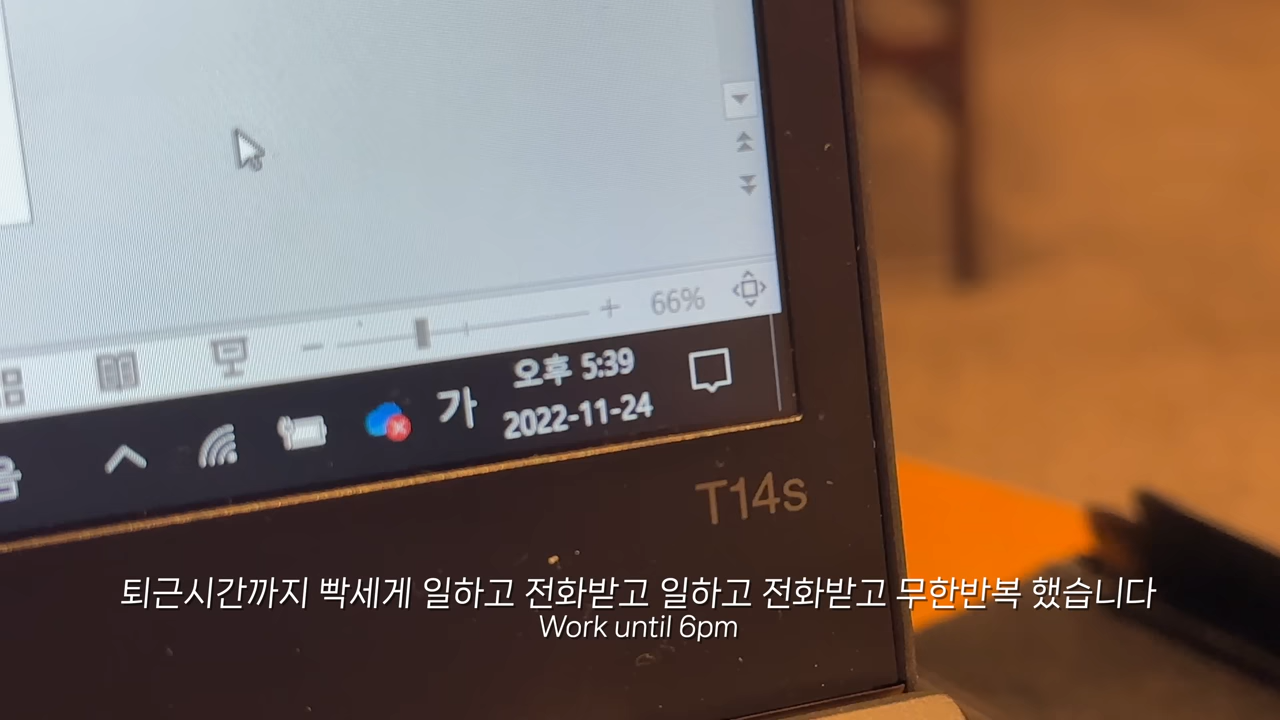 66%
오후 5:39
가
2022-11-24
T14s
퇴근시간까지 빡세게 일하고 전화받고 일하고 전화받고 무한반복 했습니다
Work until 6pm